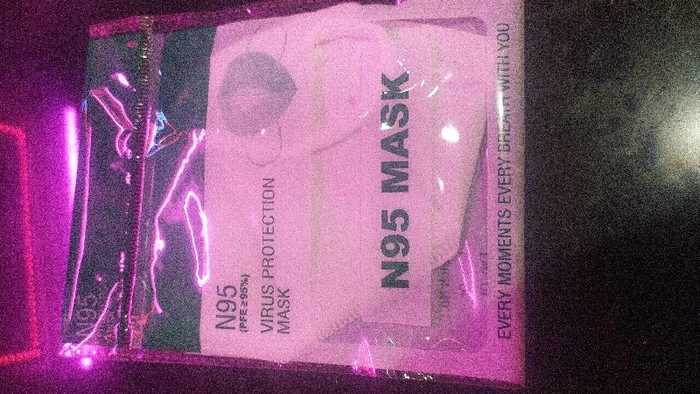 N95
N95
(PFE≥95%)
VIRUS PROTECTION
MASK
N95 MASK
EVERY MOMENTS EVERY BREATH WITH YOU